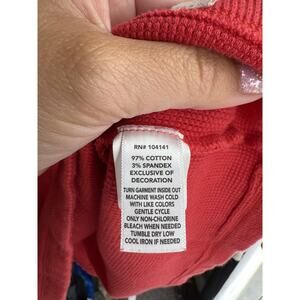 RN# 104141
97% COTTON
3% SPANDEX
EXCLUSIVE OF
DECORATION
TURN GARMENT INSIDE OUT
MACHINE WASH COLD
WITH LIKE COLORS
GENTLE CYCLE
ONLY NON-CHLORINE
BLEACH WHEN NEEDED
TUMBLE DRY LOW
COOL IRON IF NEEDED